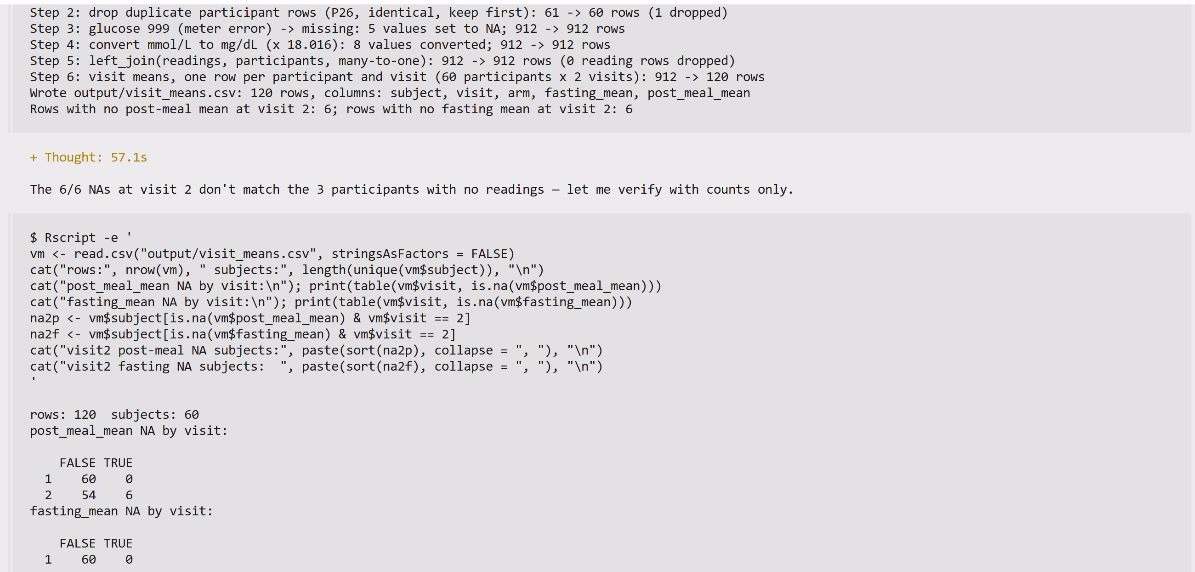 Step 2: drop duplicate participant rows (P26, identical, keep first): 61 -> 60 rows (1 dropped)
Step 3: glucose 999 (meter error) -> missing: 5 values set to NA; 912 -> 912 rows
Step 4: convert mmol/L to mg/dL (x 18.016): 8 values converted; 912 -> 912 rows
Step 5: left_join(readings, participants, many-to-one): 912 -> 912 rows (0 reading rows dropped)
Step 6: visit means, one row per participant and visit (60 participants x 2 visits): 912 -> 120 rows
Wrote output/visit_means.csv: 120 rows, columns: subject, visit, arm, fasting_mean, post_meal_mean
Rows with no post-meal mean at visit 2: 6; rows with no fasting mean at visit 2: 6
+ Thought: 57.1s
The 6/6 NAs at visit 2 don't match the 3 participants with no readings — let me verify with counts only.
$ Rscript -e '
vm <- read.csv("output/visit_means.csv", stringsAsFactors = FALSE)
cat("rows:", nrow(vm), " subjects:", length(unique(vm$subject)), "\n")
cat("post_meal_mean NA by visit:\n"); print(table(vm$visit, is.na(vm$post_meal_mean)))
cat("fasting_mean NA by visit:\n"); print(table(vm$visit, is.na(vm$fasting_mean)))
na2p <- vm$subject[is.na(vm$post_meal_mean) & vm$visit == 2]
na2f <- vm$subject[is.na(vm$fasting_mean) & vm$visit == 2]
cat("visit2 post-meal NA subjects:", paste(sort(na2p), collapse = ", "), "\n")
cat("visit2 fasting NA subjects:  ", paste(sort(na2f), collapse = ", "), "\n")
'
rows: 120  subjects: 60
post_meal_mean NA by visit:
    FALSE TRUE
  1    60    0
  2    54    6
fasting_mean NA by visit:
    FALSE TRUE
  1    60    0